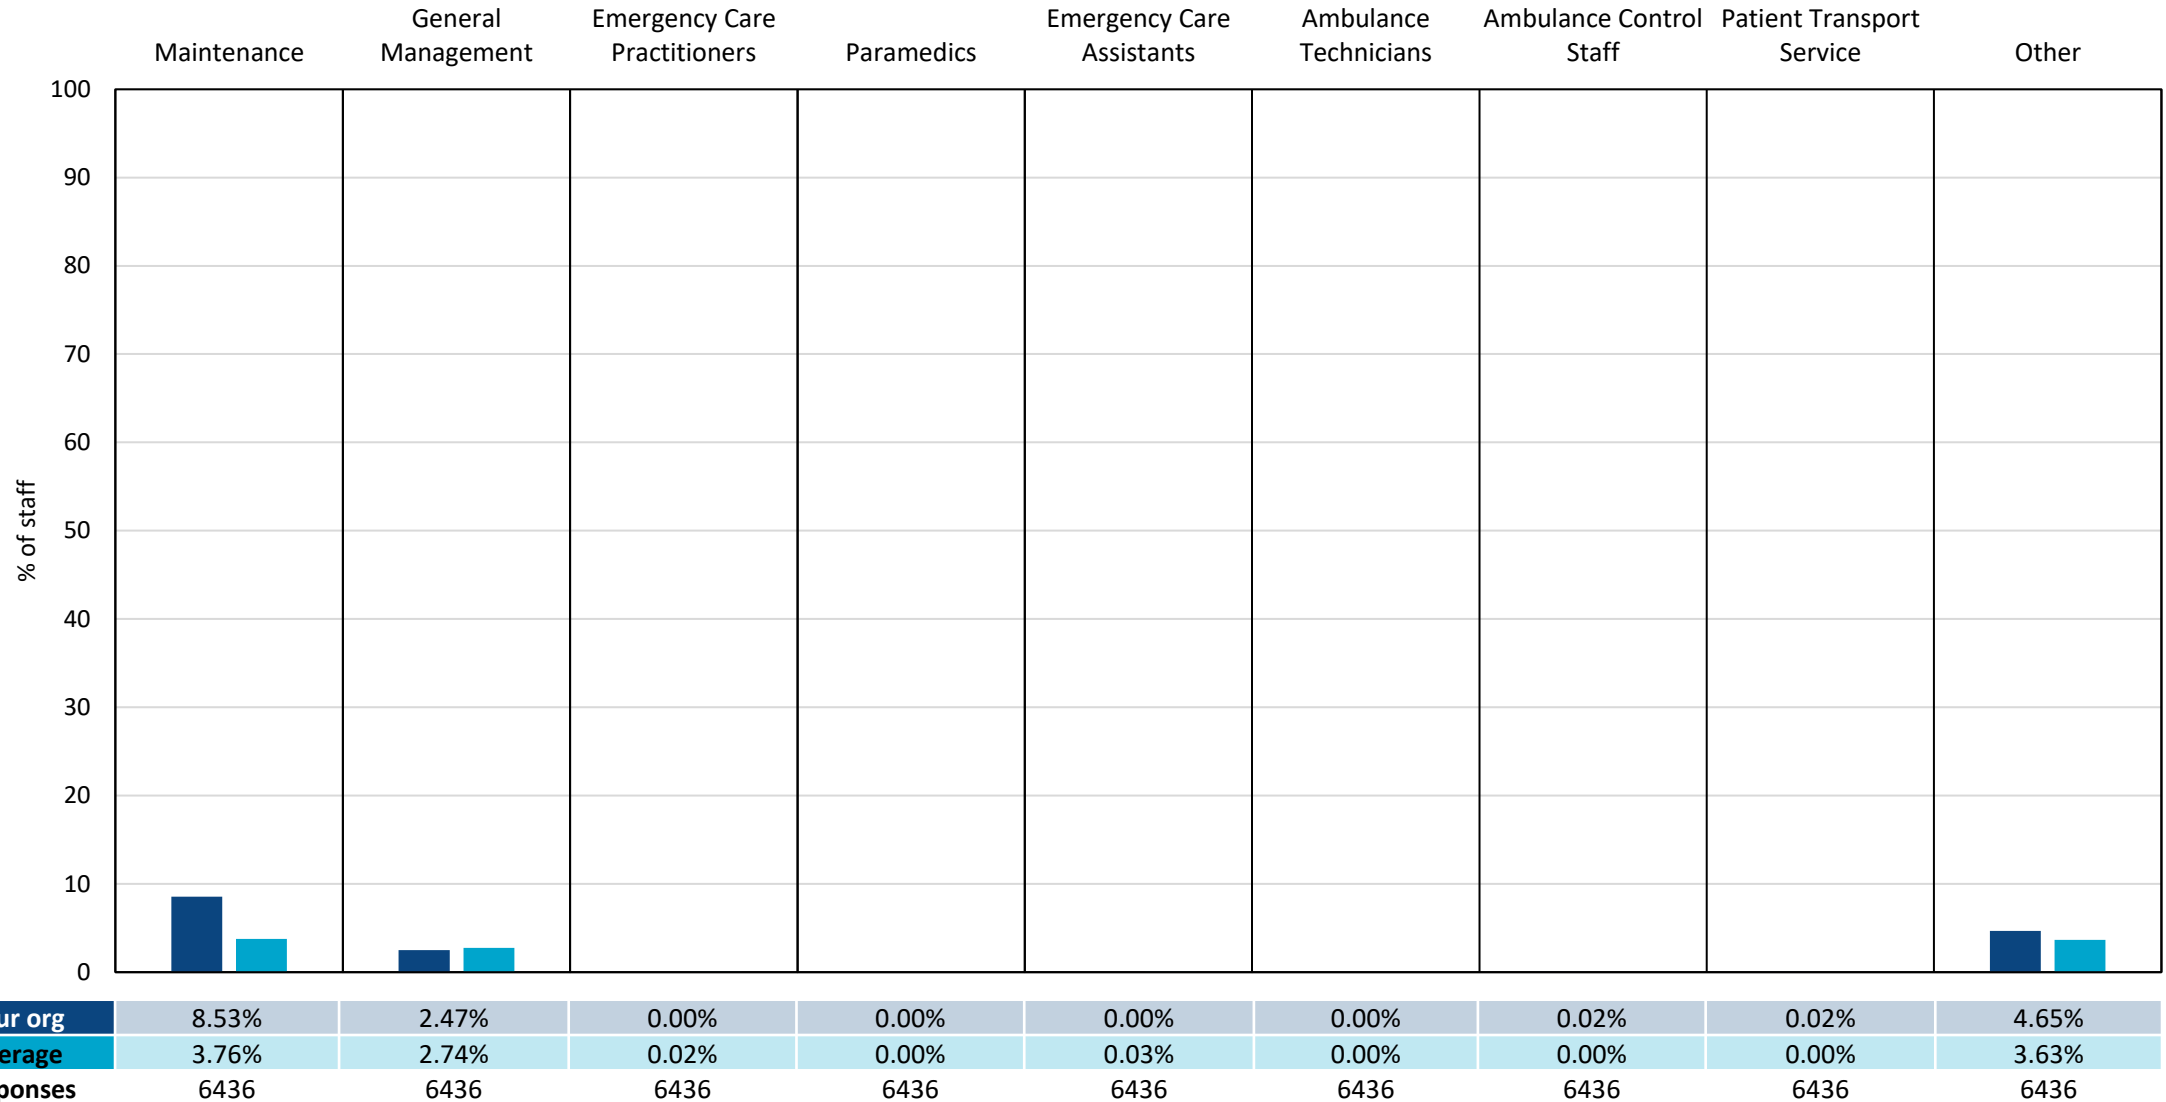 Maintenance
General
Management
Emergency Care
Practitioners
Paramedics
Emergency Care
Assistants
Ambulance
Technicians
Ambulance Control
Staff
Patient Transport
Service
Other
% of staff
100
90
80
70
60
50
40
30
20
10
0
ur org 8.53% 2.47% 0.00% 0.00% 0.00% 0.00% 0.02% 0.02% 4.65%
erage 3.76% 2.74% 0.02% 0.00% 0.03% 0.00% 0.00% 0.00% 3.63%
ponses 6436 6436 6436 6436 6436 6436 6436 6436 6436